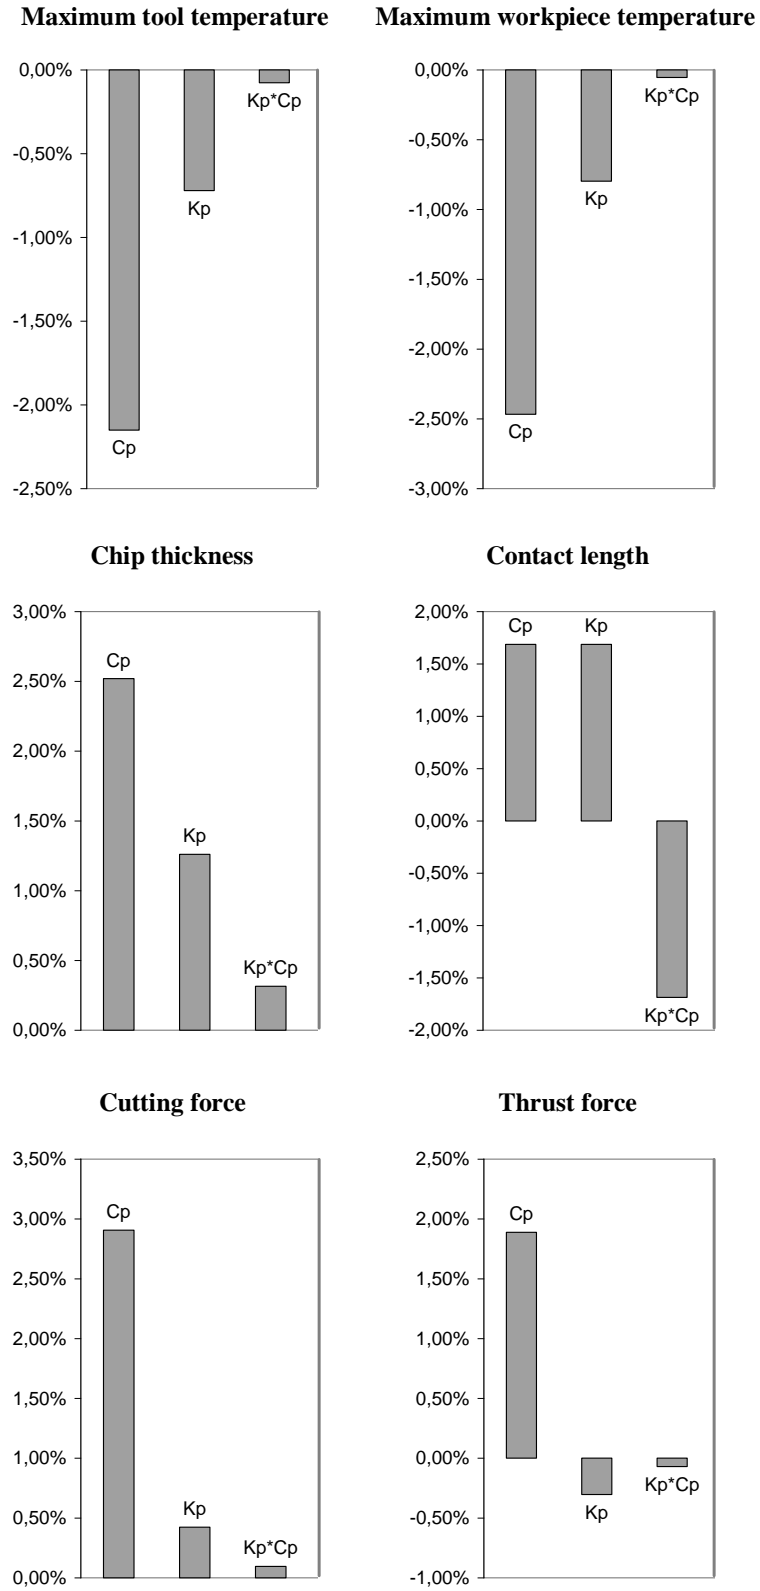 Maximum tool temperature
0,00%
-0,50%
-1,00%
-1,50%
-2,00%
-2,50%
Cp
Kp
Kp*Cp
Maximum workpiece temperature
0,00%
-0,50%
-1,00%
-1,50%
-2,00%
-2,50%
-3,00%
Cp
Kp
Kp*Cp
Chip thickness
3,00%
2,50%
2,00%
1,50%
1,00%
0,50%
0,00%
Cp
Kp
Kp*Cp
Contact length
2,00%
1,50%
1,00%
0,50%
0,00%
-0,50%
-1,00%
-1,50%
-2,00%
Cp
Kp
Kp*Cp
Cutting force
3,50%
3,00%
2,50%
2,00%
1,50%
1,00%
0,50%
0,00%
Cp
Kp
Kp*Cp
Thrust force
2,50%
2,00%
1,50%
1,00%
0,50%
0,00%
-0,50%
-1,00%
Cp
Kp
Kp*Cp